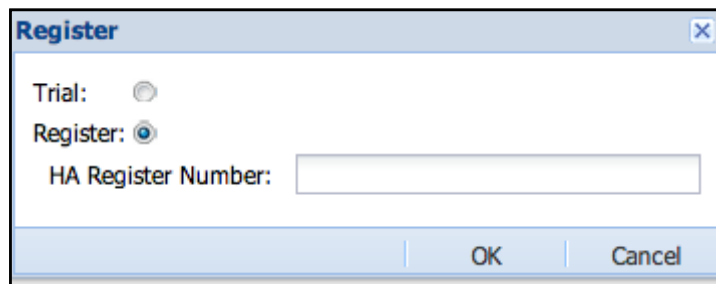 Register
Trial:
Register:
HA Register Number:
OK Cancel